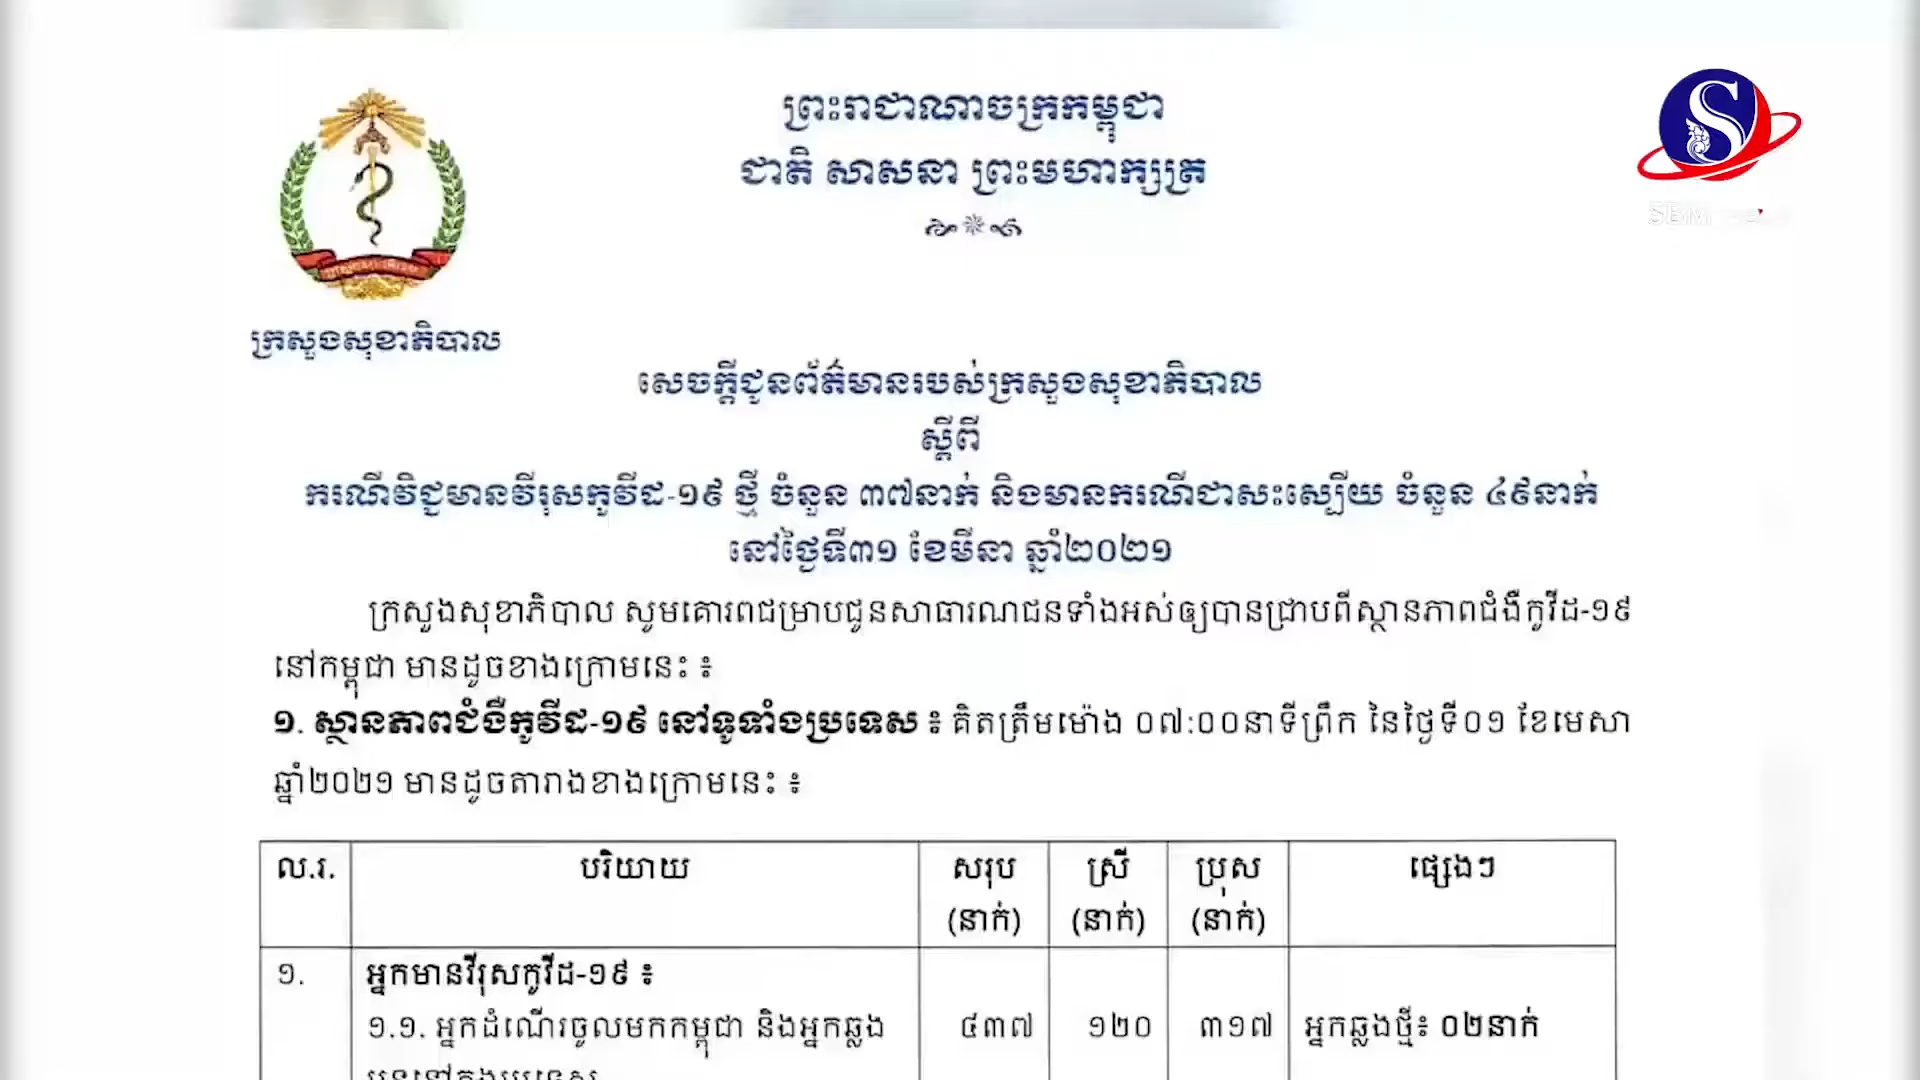 ព្រះរាជាណាចក្រកម្ពុជា
ជាតិ សាសនា ព្រះមហាក្សត្រ
S
SBM
ក្រសួងសុខាភិបាល
សេចក្តីជូនព័ត៌មានរបស់ក្រសួងសុខាភិបាល
ស្តីពី
ករណីវិជ្ជមានវីរុសកូវីដ-១៩ ថ្មី ចំនួន ៣៧នាក់ និងមានករណីជាសះស្បើយ ចំនួន ៤៩នាក់
នៅថ្ងៃទី៣១ ខែមីនា ឆ្នាំ២០២១
ក្រសួងសុខាភិបាល សូមគោរពជម្រាបជូនសាធារណជនទាំងអស់ឲ្យបានជ្រាបពីស្ថានភាពជំងឺកូវីដ-១៩
នៅកម្ពុជា មានដូចខាងក្រោមនេះ ៖
១. ស្ថានភាពជំងឺកូវីដ-១៩ នៅទូទាំងប្រទេស ៖ គិតត្រឹមម៉ោង ០៧:០០នាទីព្រឹក នៃថ្ងៃទី០១ ខែមេសា
ឆ្នាំ២០២១ មានដូចតារាងខាងក្រោមនេះ ៖
ល.រ. បរិយាយ សរុប (នាក់) ស្រី (នាក់) ប្រុស (នាក់) ផ្សេងៗ
១. អ្នកមានវីរុសកូវីដ-១៩ ៖
១.១. អ្នកដំណើរចូលមកកម្ពុជា និងអ្នកឆ្លង ៤៣៧ ១២០ ៣១៧ អ្នកឆ្លងថ្មី៖ ០២នាក់